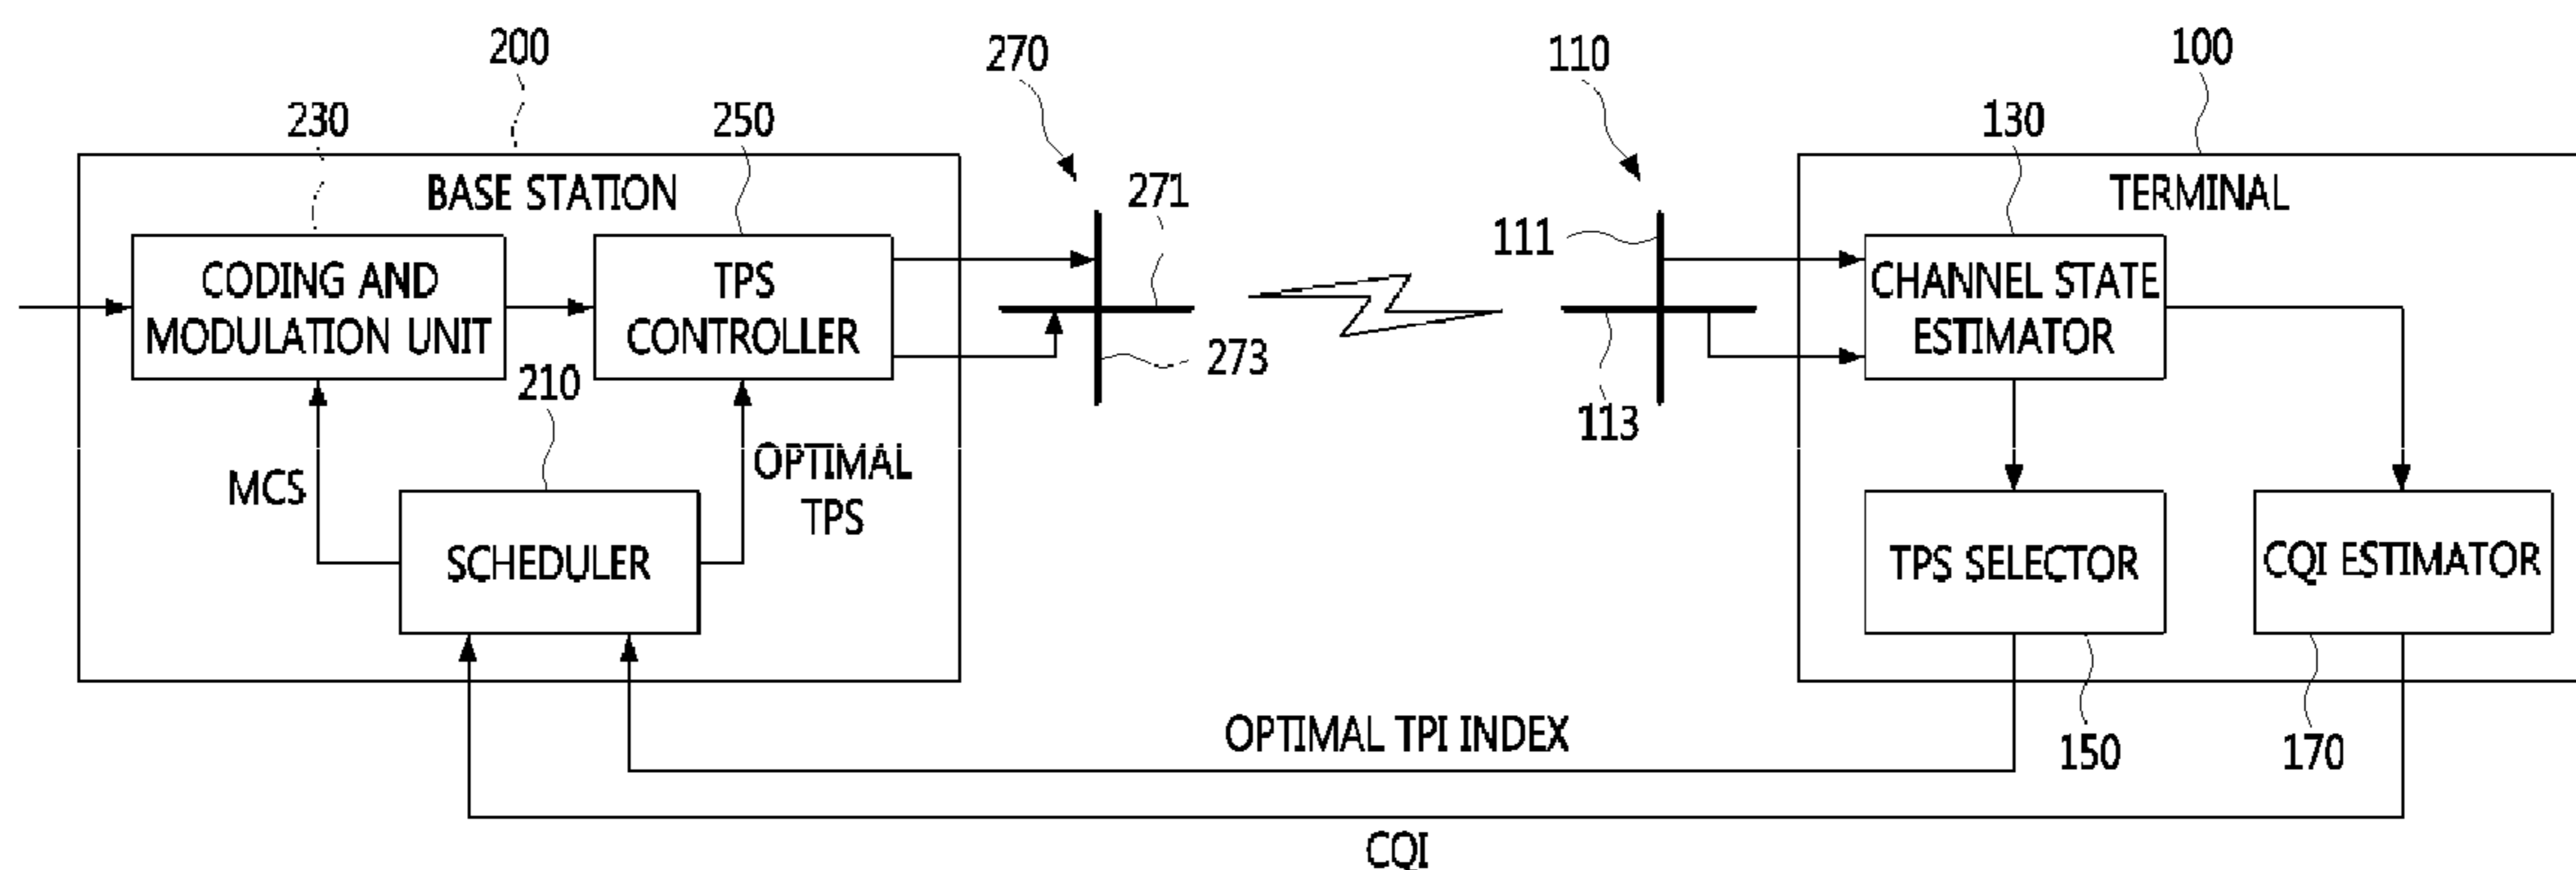 200
270
110
100
230
250
130
BASE STATION
271
TERMINAL
111
CODING AND
MODULATION UNIT
TPS
CONTROLLER
CHANNEL STATE
ESTIMATOR
273
210
113
MCS
OPTIMAL
TPS
SCHEDULER
TPS SELECTOR
CQI ESTIMATOR
OPTIMAL TPI INDEX
150
170
CQI